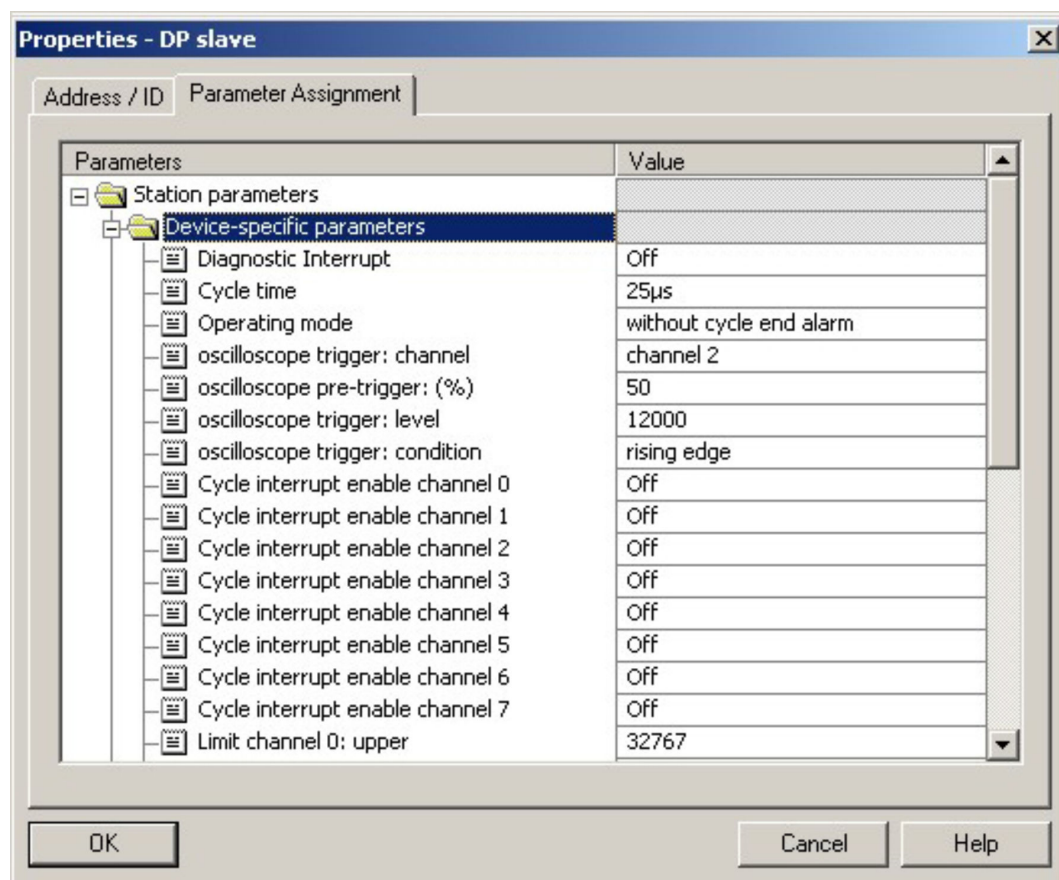 Properties - DP slave
Address / ID Parameter Assignment
Parameters Value
Station parameters
Device-specific parameters
Diagnostic Interrupt Off
Cycle time 25µs
Operating mode without cycle end alarm
oscilloscope trigger: channel channel 2
oscilloscope pre-trigger: (%) 50
oscilloscope trigger: level 12000
oscilloscope trigger: condition rising edge
Cycle interrupt enable channel 0 Off
Cycle interrupt enable channel 1 Off
Cycle interrupt enable channel 2 Off
Cycle interrupt enable channel 3 Off
Cycle interrupt enable channel 4 Off
Cycle interrupt enable channel 5 Off
Cycle interrupt enable channel 6 Off
Cycle interrupt enable channel 7 Off
Limit channel 0: upper 32767
OK Cancel Help